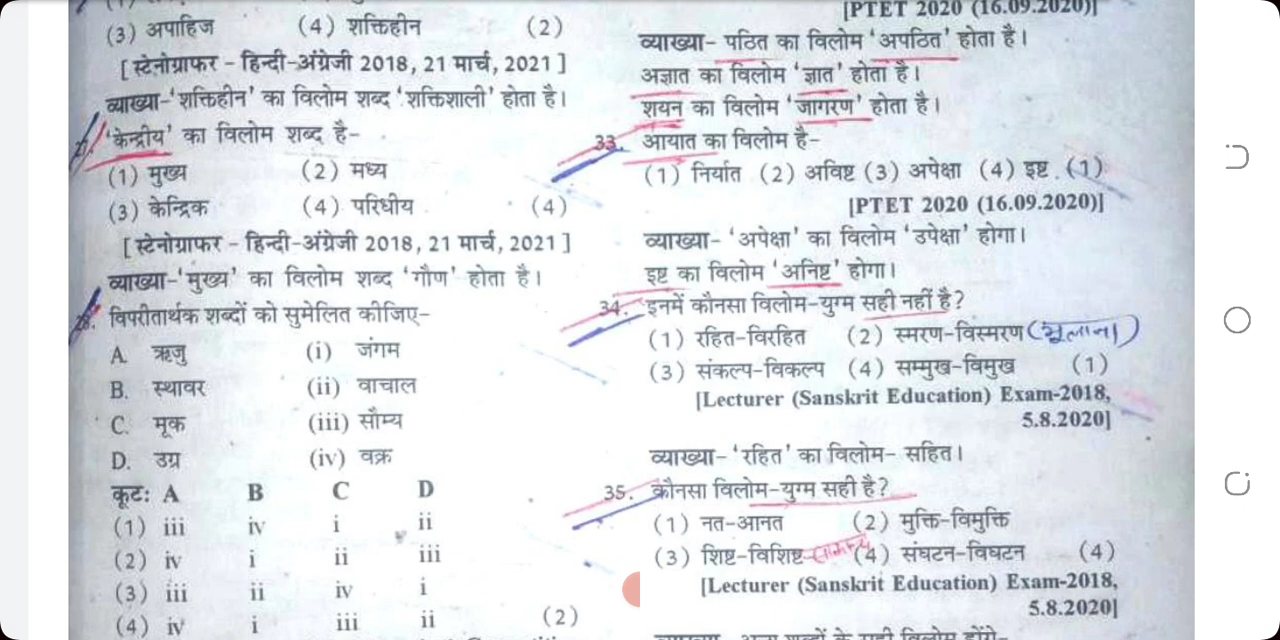 (3) अपाहिज (4) शक्तिहीन (2)
[स्टेनोग्राफर - हिन्दी-अंग्रेजी 2018, 21 मार्च, 2021]
व्याख्या-'शक्तिहीन' का विलोम शब्द 'शक्तिशाली' होता है।
'केन्द्रीय' का विलोम शब्द है-
(1) मुख्य (2) मध्य
(3) केन्द्रिक (4) परिधीय (4)
[स्टेनोग्राफर - हिन्दी-अंग्रेजी 2018, 21 मार्च, 2021]
व्याख्या-'मुख्य' का विलोम शब्द 'गौण' होता है।
विपरीतार्थक शब्दों को सुमेलित कीजिए-
A. ऋजु (i) जंगम
B. स्थावर (ii) वाचाल
C. मूक (iii) सौम्य
D. उग्र (iv) वक्र
कूट: A B C D
(1) iii iv i ii
(2) iv i ii iii
(3) iii ii iv i
(4) iv i iii ii (2)
[PTET 2020 (16.09.2020)]
व्याख्या- पठित का विलोम 'अपठित' होता है।
अज्ञात का विलोम 'ज्ञात' होता है।
शयन का विलोम 'जागरण' होता है।
33. आयात का विलोम है-
(1) निर्यात (2) अविष्ट (3) अपेक्षा (4) इष्ट (1)
[PTET 2020 (16.09.2020)]
व्याख्या- 'अपेक्षा' का विलोम 'उपेक्षा' होगा।
इष्ट का विलोम 'अनिष्ट' होगा।
34. इनमें कौनसा विलोम-युग्म सही नहीं है?
(1) रहित-विरहित (2) स्मरण-विस्मरण (भूलाना)
(3) संकल्प-विकल्प (4) सम्मुख-विमुख (1)
[Lecturer (Sanskrit Education) Exam-2018,
5.8.2020]
व्याख्या- 'रहित' का विलोम- सहित।
35. कौनसा विलोम-युग्म सही है?
(1) नत-आनत (2) मुक्ति-विमुक्ति
(3) शिष्ट-विशिष्ट (4) संघटन-विघटन (4)
[Lecturer (Sanskrit Education) Exam-2018,
5.8.2020]